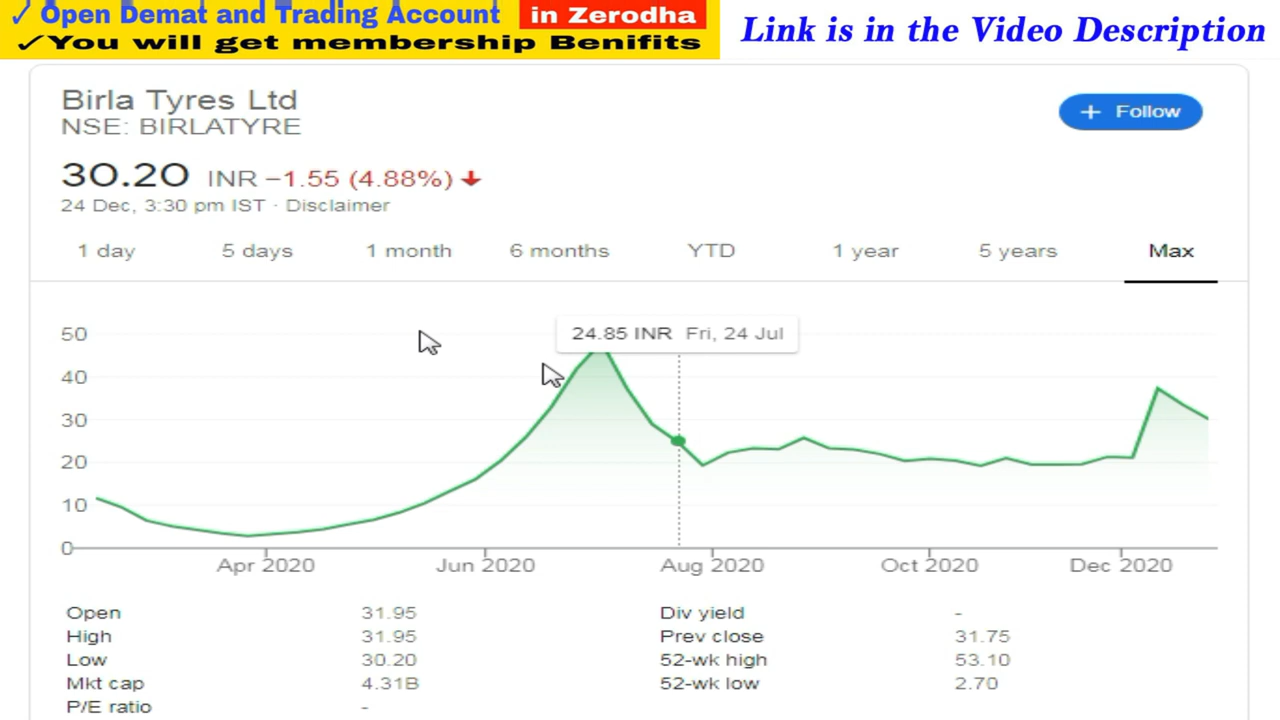 ✓ Open Demat and Trading Account in Zerodha
✓You will get membership Benifits
Link is in the Video Description
Birla Tyres Ltd
NSE: BIRLATYRE
+ Follow
30.20 INR −1.55 (4.88%) ↓
24 Dec, 3:30 pm IST · Disclaimer
1 day 5 days 1 month 6 months YTD 1 year 5 years Max
24.85 INR Fri, 24 Jul
50
40
30
20
10
0
Apr 2020 Jun 2020 Aug 2020 Oct 2020 Dec 2020
Open 31.95 Div yield -
High 31.95 Prev close 31.75
Low 30.20 52-wk high 53.10
Mkt cap 4.31B 52-wk low 2.70
P/E ratio -